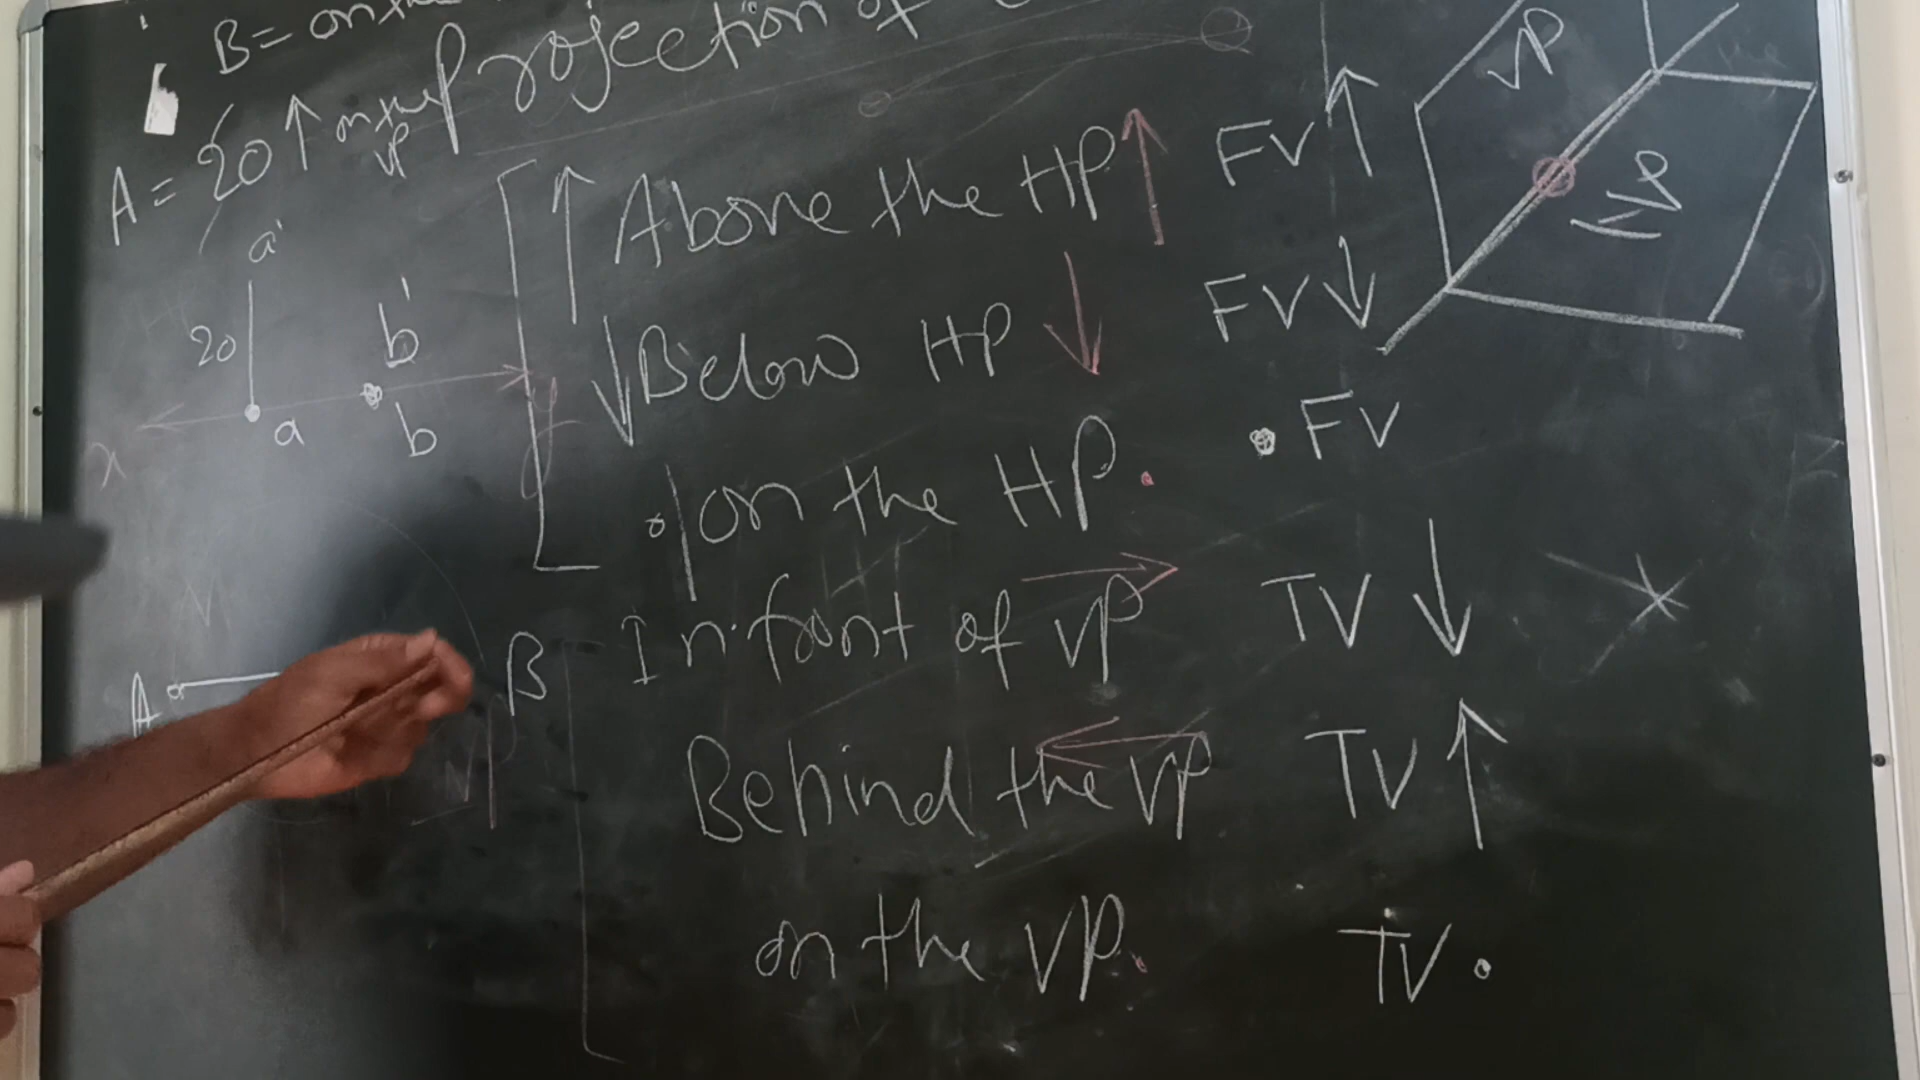 B= on the
Projection of
A= 20↑ on the VP
a'
20
b'
a
b
x
y
↑ Above the HP ↑ FV ↑
↓ Below HP ↓ FV ↓
on the HP. • FV
In front of VP → TV ↓
Behind the VP ← TV ↑
on the VP. TV •
VP
HP
A
B